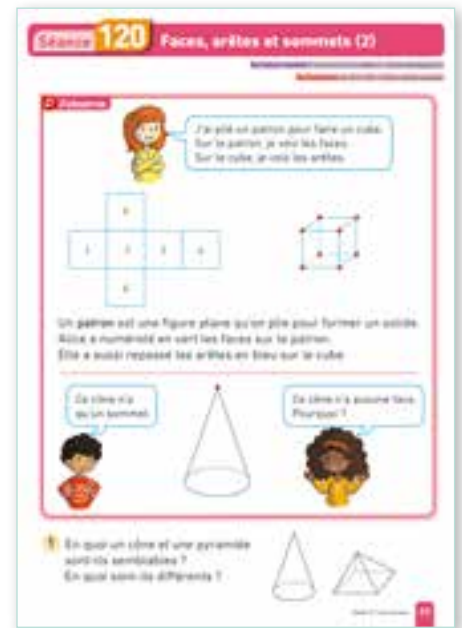 Séance 120 Faces, arêtes et sommets (2)
J'ai plié un patron pour faire un cube.
Sur le patron, je vois les faces.
Sur le cube, je vois les arêtes.
Un patron est une figure plane qu'on plie pour former un solide.
Alice a numéroté en vert les faces sur le patron.
Elle a aussi repassé les arêtes en bleu sur le cube.
Ce cône n'a
qu'un sommet.
Ce cône n'a aucune face.
Pourquoi ?
1 En quoi un cône et une pyramide
sont-ils semblables ?
En quoi sont-ils différents ?